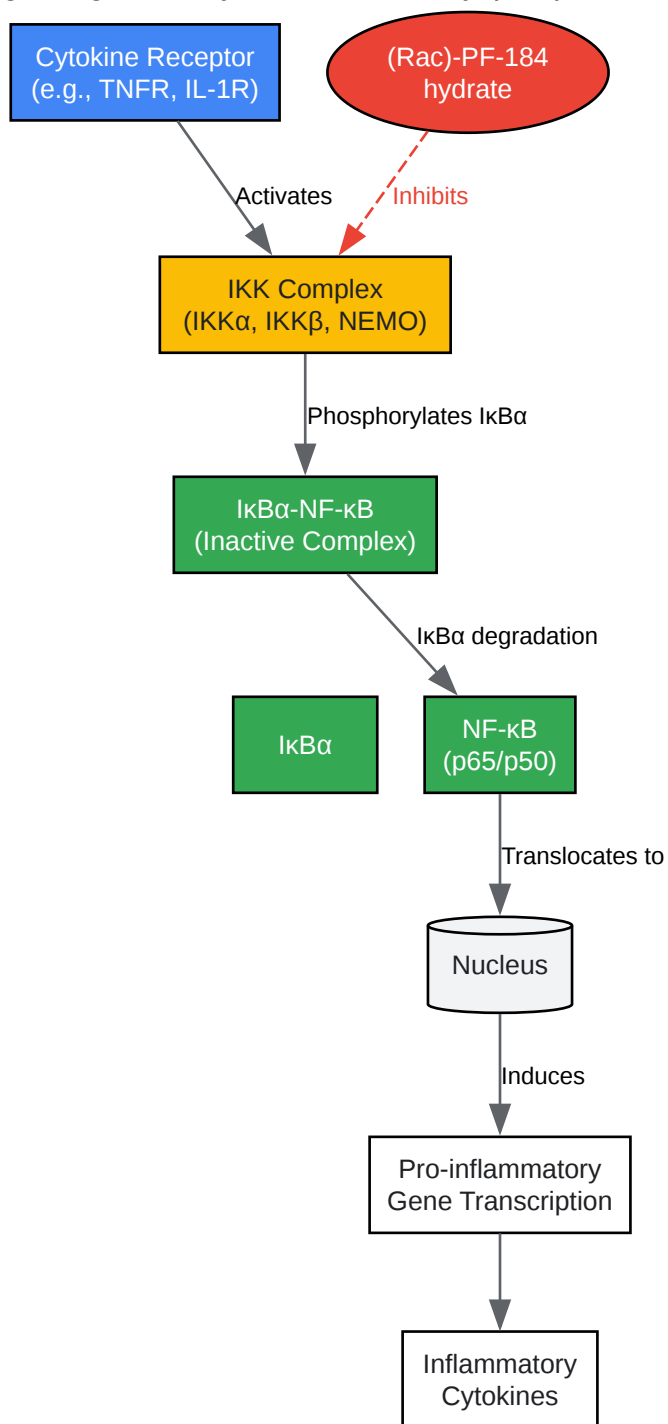 Cytokine Receptor
(e.g., TNFR, IL-1R)
(Rac)-PF-184
hydrate
Activates
Inhibits
IKK Complex
(IKKα, IKKβ, NEMO)
Phosphorylates IκBα
IκBα-NF-κB
(Inactive Complex)
IκBα degradation
IκBα
NF-κB
(p65/p50)
Translocates to
Nucleus
Induces
Pro-inflammatory
Gene Transcription
Inflammatory
Cytokines